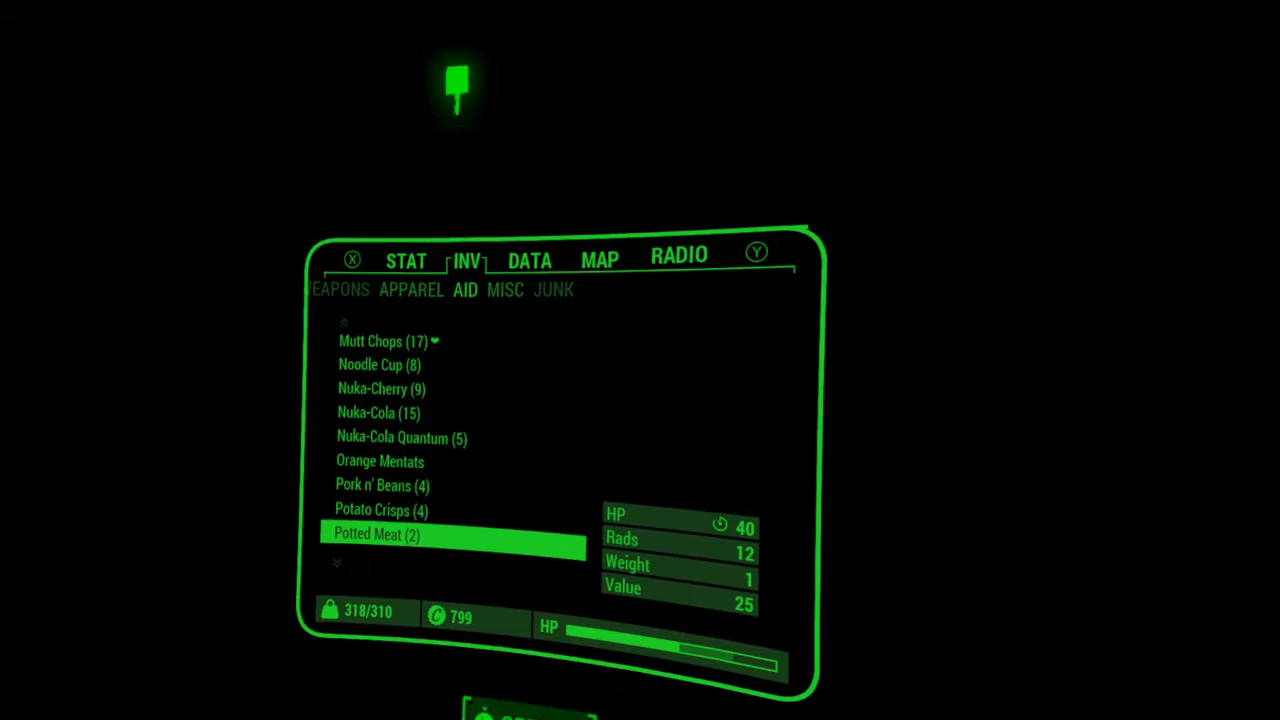 X STAT INV DATA MAP RADIO Y
WEAPONS APPAREL AID MISC JUNK
Mutt Chops (17)❤
Noodle Cup (8)
Nuka-Cherry (9)
Nuka-Cola (15)
Nuka-Cola Quantum (5)
Orange Mentats
Pork n' Beans (4)
Potato Crisps (4)
Potted Meat (2)
HP 40
Rads 12
Weight 1
Value 25
318/310 C 799 HP